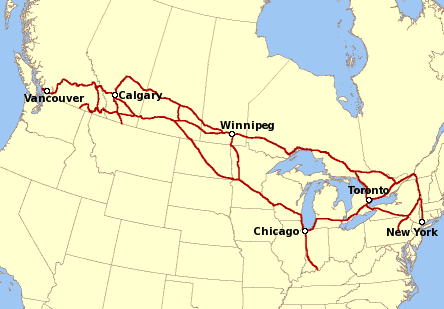 Vancouver
Calgary
Winnipeg
Toronto
Chicago
New York